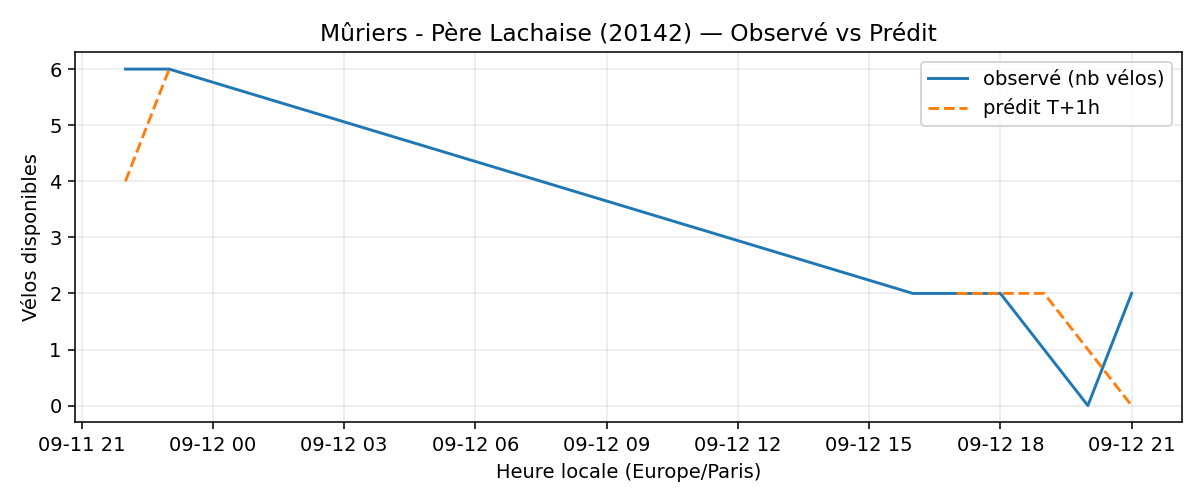 Mûriers - Père Lachaise (20142) — Observé vs Prédit
observé (nb vélos)
prédit T+1h
Vélos disponibles
6
5
4
3
2
1
0
09-11 21 09-12 00 09-12 03 09-12 06 09-12 09 09-12 12 09-12 15 09-12 18 09-12 21
Heure locale (Europe/Paris)